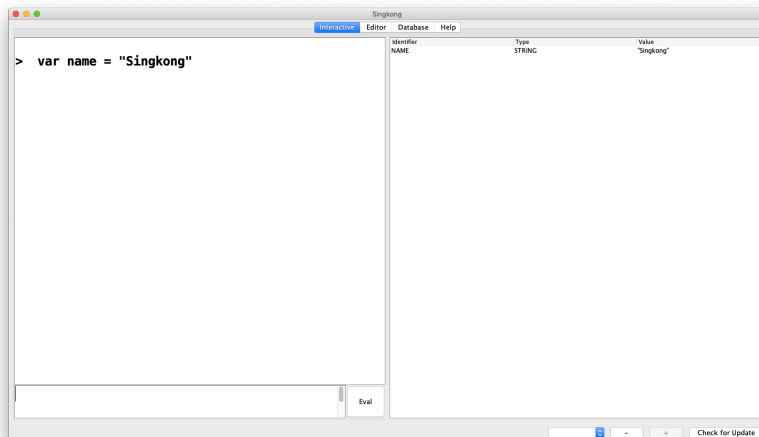 Singkong
Interactive Editor Database Help
> var name = "Singkong"
Identifier Type Value
NAME STRING "Singkong"
Eval
- + Check for Update